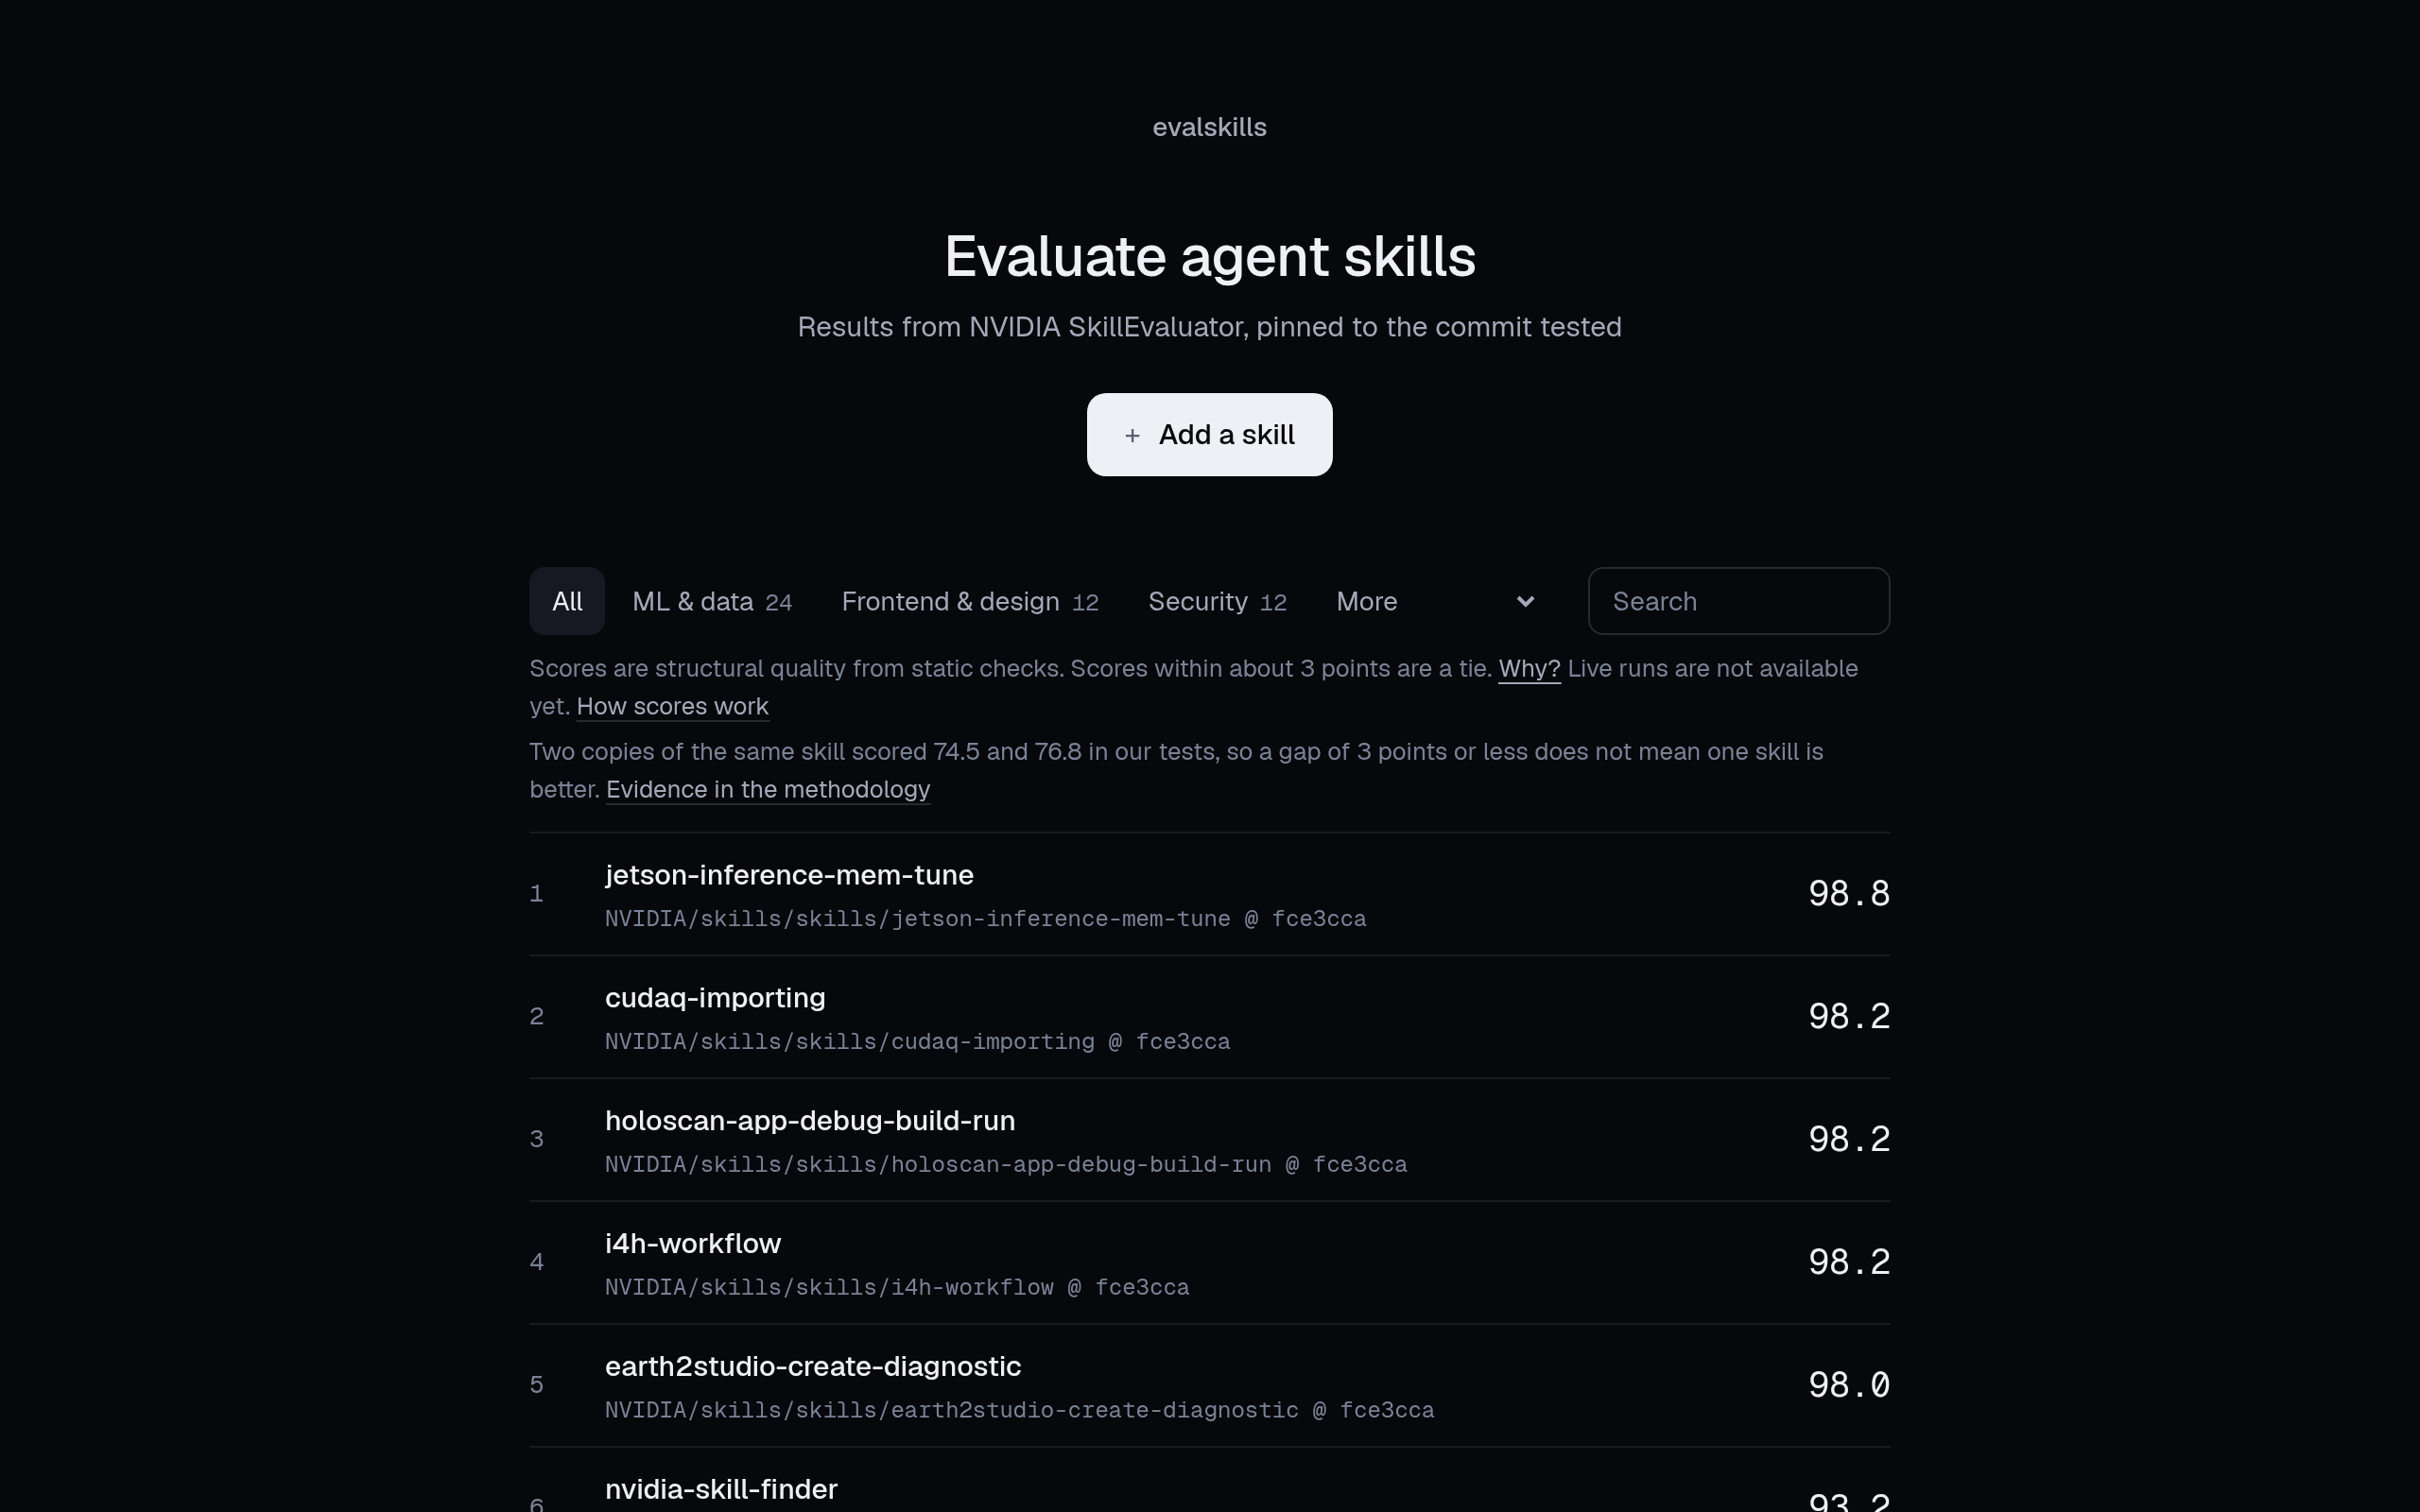 evalskills
Evaluate agent skills
Results from NVIDIA SkillEvaluator, pinned to the commit tested
+ Add a skill
All ML & data 24 Frontend & design 12 Security 12 More Search
Scores are structural quality from static checks. Scores within about 3 points are a tie. Why? Live runs are not available
yet. How scores work
Two copies of the same skill scored 74.5 and 76.8 in our tests, so a gap of 3 points or less does not mean one skill is
better. Evidence in the methodology
1 jetson-inference-mem-tune 98.8
NVIDIA/skills/skills/jetson-inference-mem-tune @ fce3cca
2 cudaq-importing 98.2
NVIDIA/skills/skills/cudaq-importing @ fce3cca
3 holoscan-app-debug-build-run 98.2
NVIDIA/skills/skills/holoscan-app-debug-build-run @ fce3cca
4 i4h-workflow 98.2
NVIDIA/skills/skills/i4h-workflow @ fce3cca
5 earth2studio-create-diagnostic 98.0
NVIDIA/skills/skills/earth2studio-create-diagnostic @ fce3cca
6 nvidia-skill-finder 93.2